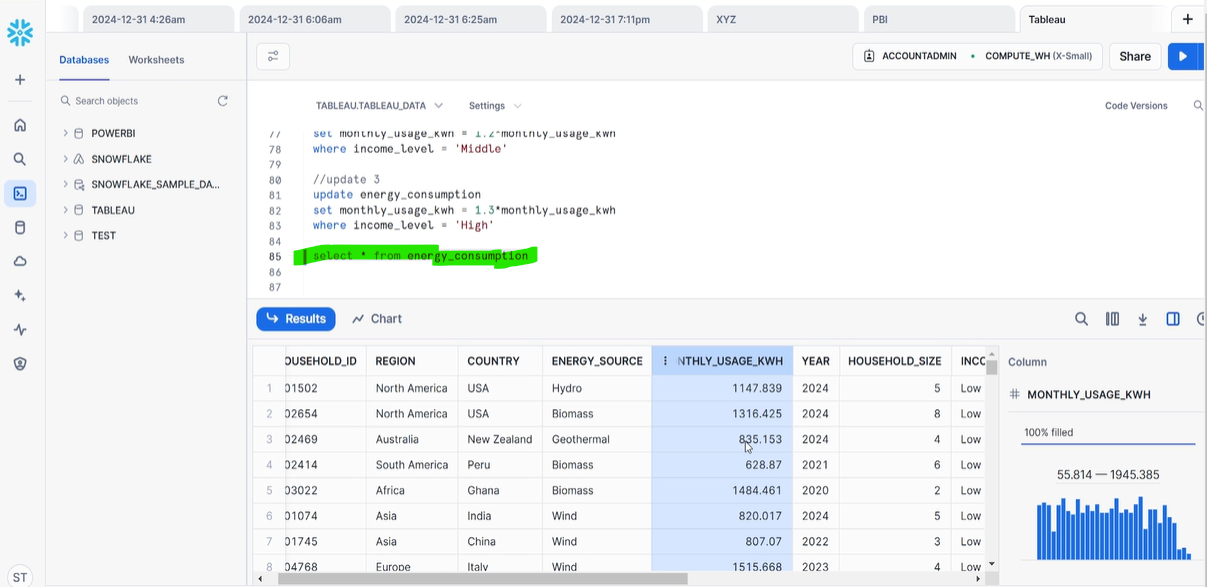 2024-12-31 4:26am 2024-12-31 6:06am 2024-12-31 6:25am 2024-12-31 7:11pm XYZ PBI Tableau +
Databases Worksheets
ACCOUNTADMIN • COMPUTE_WH (X-Small) Share
Search objects
TABLEAU.TABLEAU_DATA Settings Code Versions
POWERBI
SNOWFLAKE
SNOWFLAKE_SAMPLE_DA...
TABLEAU
TEST
77 set monthly_usage_kwh = 1.2*monthly_usage_kwh
78 where income_level = 'Middle'
79
80 //update 3
81 update energy_consumption
82 set monthly_usage_kwh = 1.3*monthly_usage_kwh
83 where income_level = 'High'
84
85 select * from energy_consumption
86
87
Results Chart
OUSEHOLD_ID REGION COUNTRY ENERGY_SOURCE NTHLY_USAGE_KWH YEAR HOUSEHOLD_SIZE INCO
1 01502 North America USA Hydro 1147.839 2024 5 Low
2 02654 North America USA Biomass 1316.425 2024 8 Low
3 02469 Australia New Zealand Geothermal 835.153 2024 4 Low
4 02414 South America Peru Biomass 628.87 2021 6 Low
5 03022 Africa Ghana Biomass 1484.461 2020 2 Low
6 01074 Asia India Wind 820.017 2024 5 Low
7 01745 Asia China Wind 807.07 2022 3 Low
8 04768 Europe Italy Wind 1515.668 2023 4 Low
Column
# MONTHLY_USAGE_KWH
100% filled
55.814 — 1945.385
ST